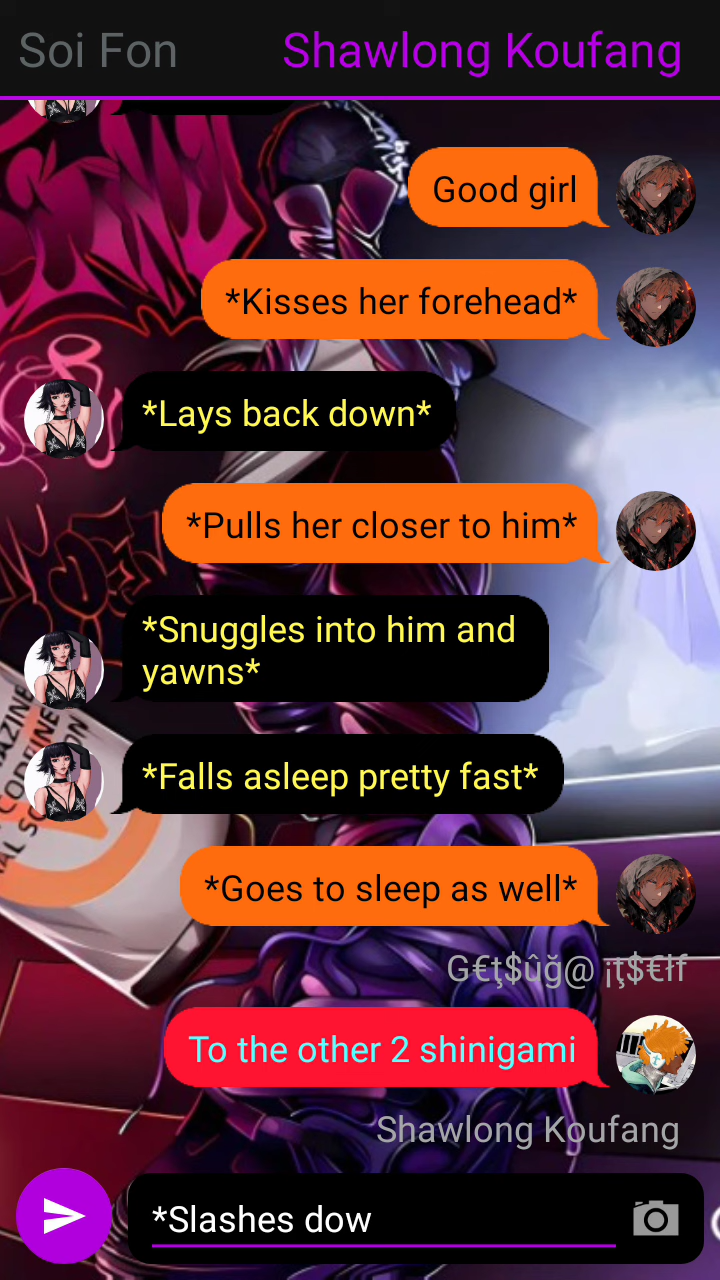 Soi Fon Shawlong Koufang
Good girl
*Kisses her forehead*
*Lays back down*
*Pulls her closer to him*
*Snuggles into him and
yawns*
*Falls asleep pretty fast*
*Goes to sleep as well*
G€ţ$ûğ@ ¡ţ$€łf
To the other 2 shinigami
Shawlong Koufang
*Slashes dow